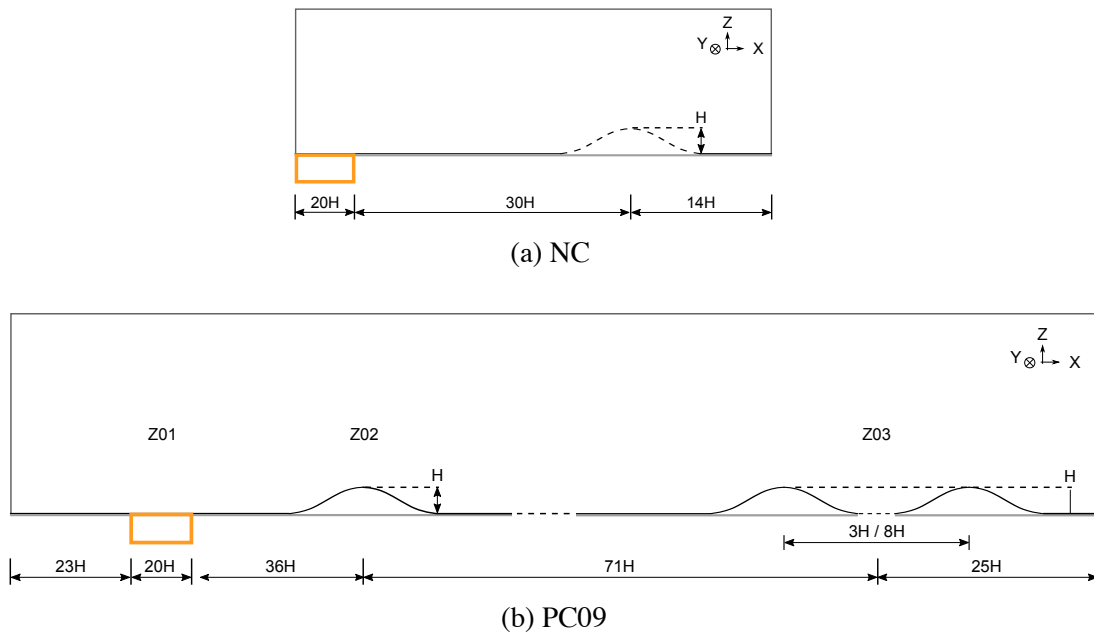 Z
Y X
H
20H 30H 14H
(a) NC
Z
Y X
Z01 Z02 Z03
H H
3H / 8H
23H 20H 36H 71H 25H
(b) PC09